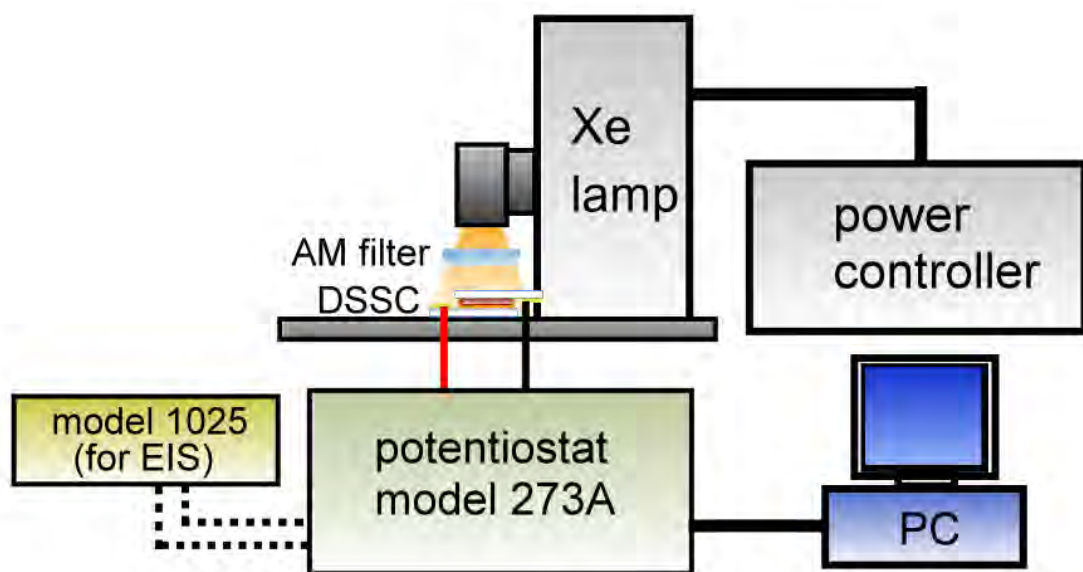 Xe
lamp
power
controller
AM filter
DSSC
model 1025
(for EIS)
potentiostat
model 273A
PC